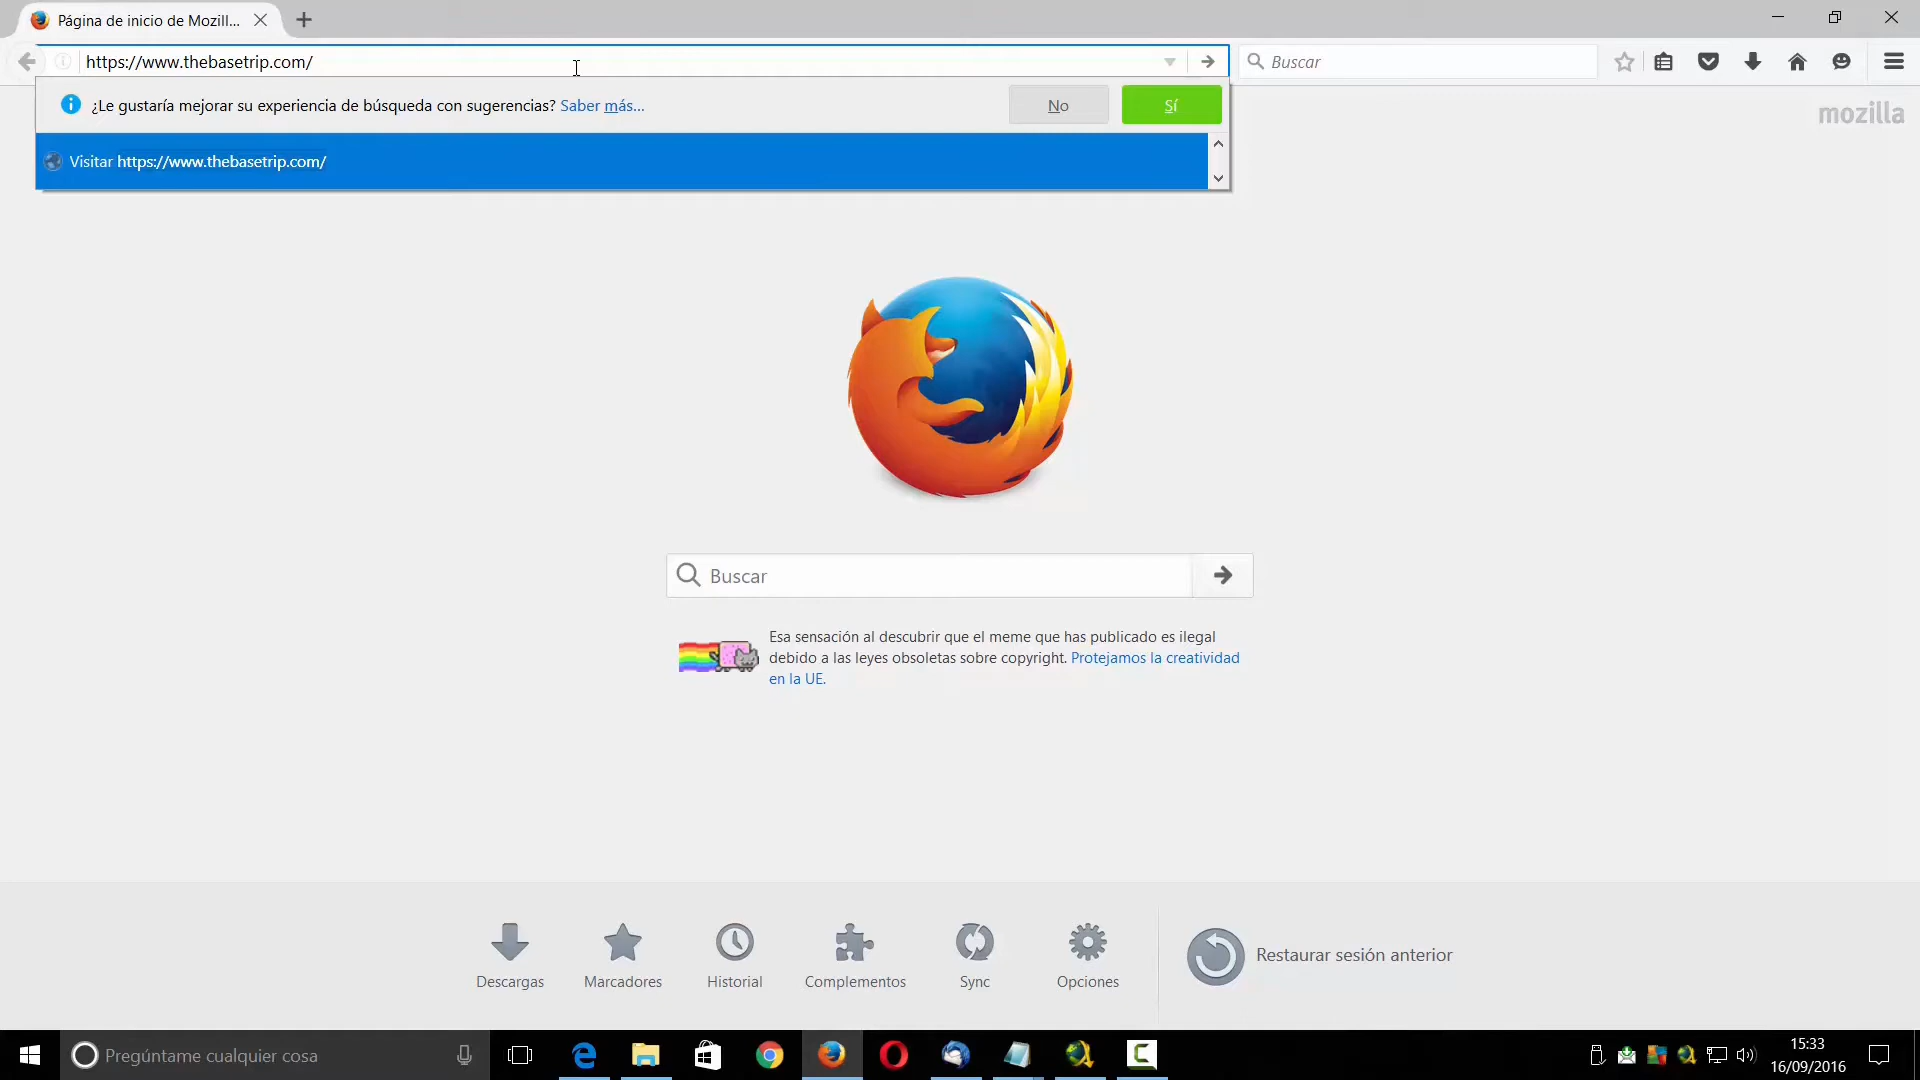 Página de inicio de Mozill...
https://www.thebasetrip.com/
Buscar
¿Le gustaría mejorar su experiencia de búsqueda con sugerencias? Saber más...
No
Sí
mozilla
Visitar https://www.thebasetrip.com/
Buscar
Esa sensación al descubrir que el meme que has publicado es ilegal
debido a las leyes obsoletas sobre copyright. Protejamos la creatividad
en la UE.
Descargas
Marcadores
Historial
Complementos
Sync
Opciones
Restaurar sesión anterior
Pregúntame cualquier cosa
15:33
16/09/2016